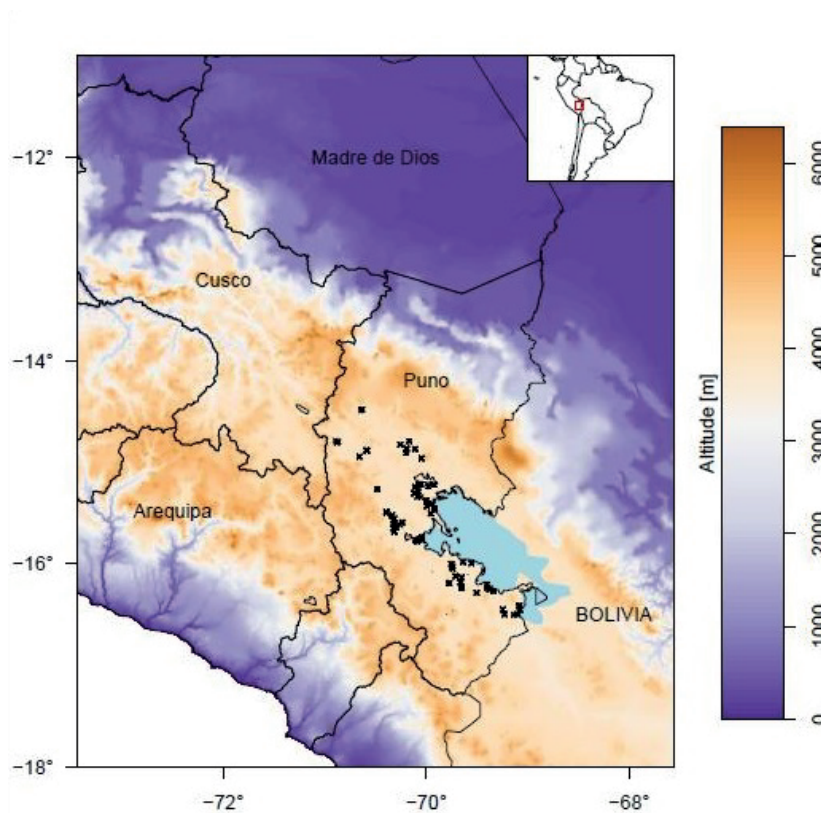 −12°
−14°
−16°
−18°
Madre de Dios
Cusco
Puno
Arequipa
BOLIVIA
−72°
−70°
−68°
Altitude [m]
6000
5000
4000
3000
2000
1000
0